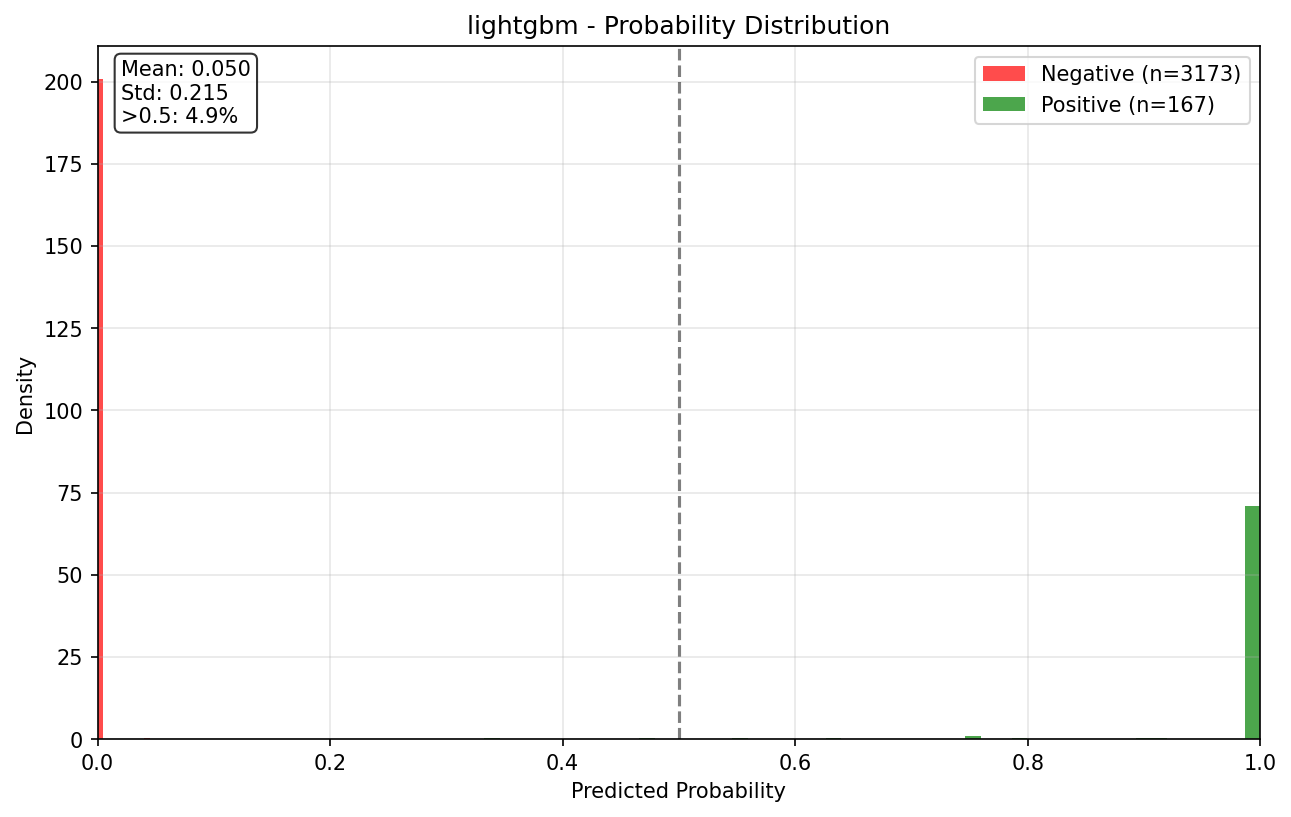 lightgbm - Probability Distribution
Mean: 0.050
Std: 0.215
>0.5: 4.9%
Negative (n=3173)
Positive (n=167)
200
175
150
125
100
75
50
25
0
Density
0.0 0.2 0.4 0.6 0.8 1.0
Predicted Probability